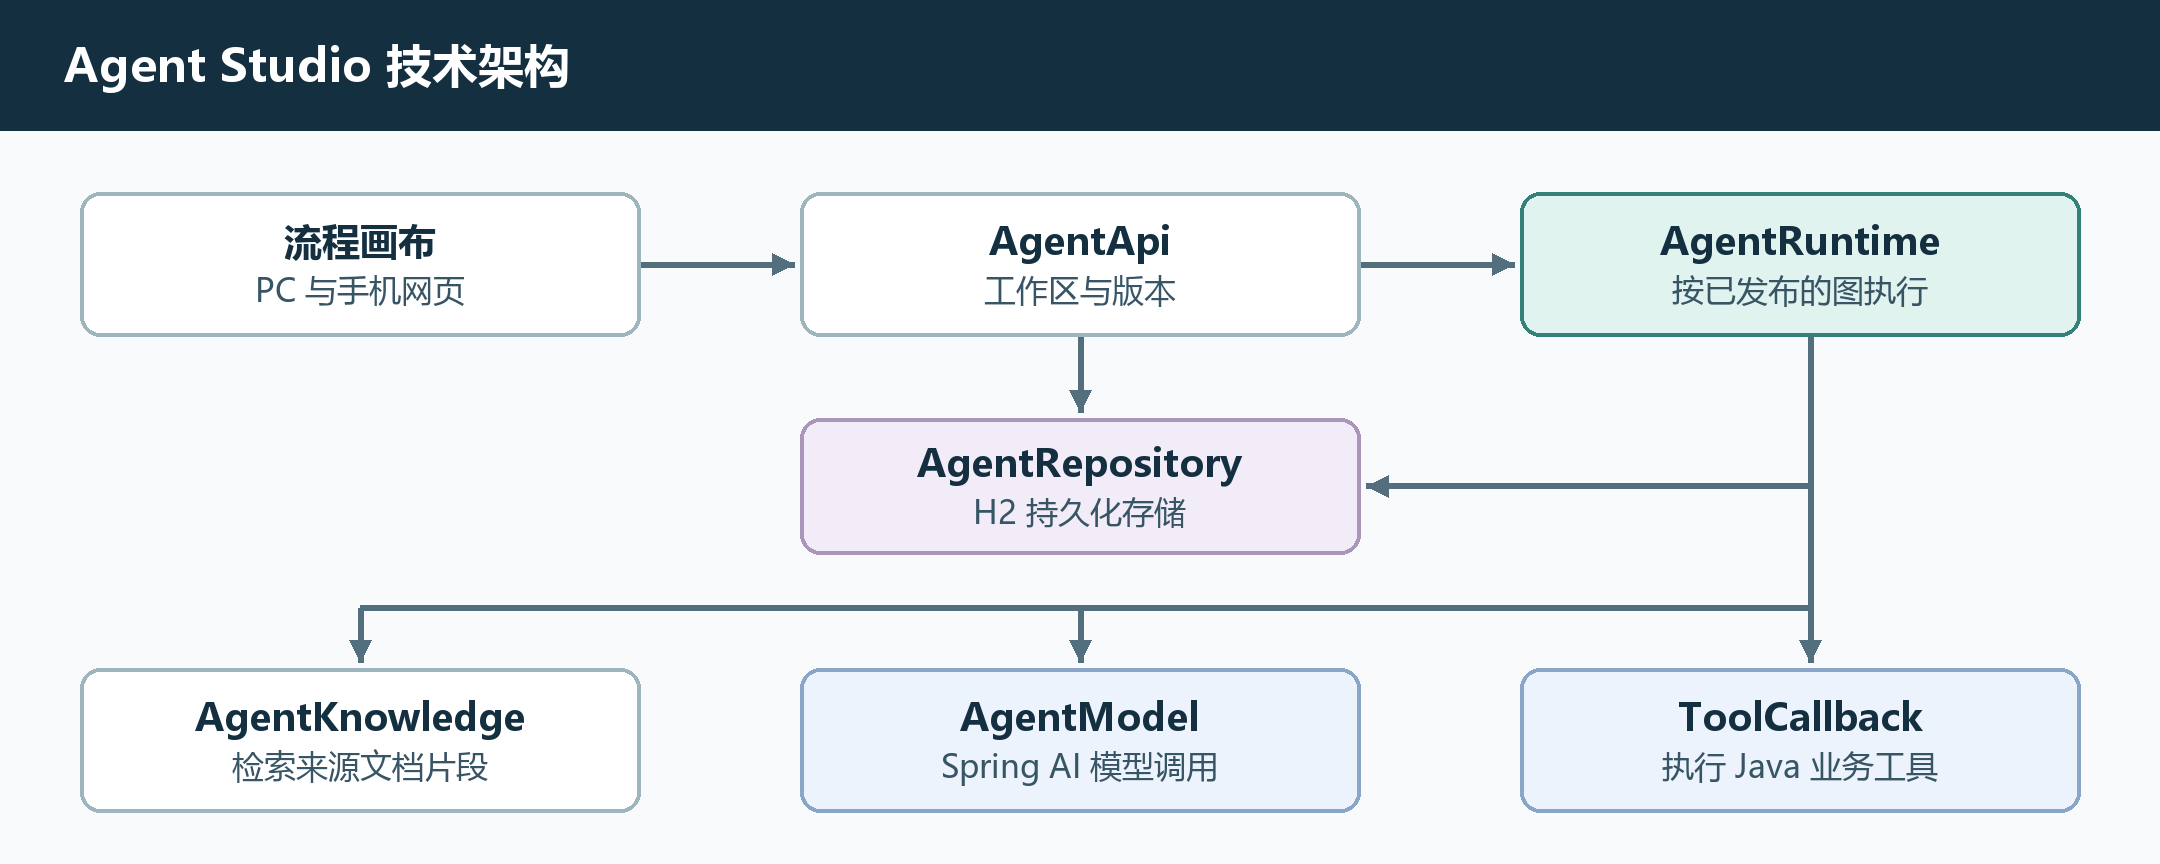 Agent Studio 技术架构
流程画布
PC 与手机网页
AgentApi
工作区与版本
AgentRuntime
按已发布的图执行
AgentRepository
H2 持久化存储
AgentKnowledge
检索来源文档片段
AgentModel
Spring AI 模型调用
ToolCallback
执行 Java 业务工具